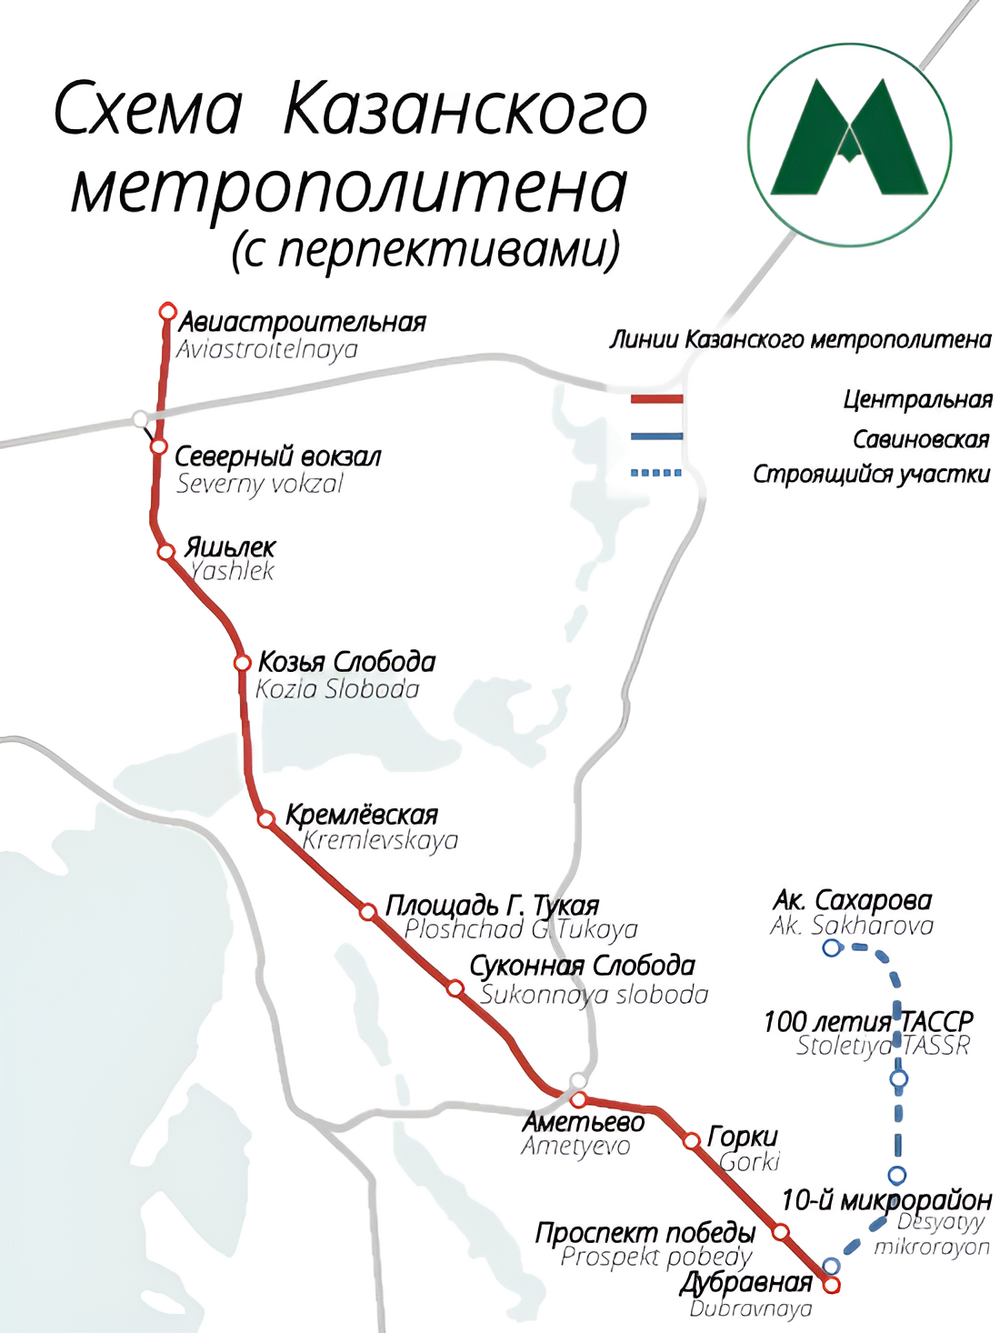 Схема Казанского
метрополитена
(с перпективами)
Линии Казанского метрополитена
Центральная
Савиновская
Строящийся участки
Авиастроительная
Aviastroitelnaya
Северный вокзал
Severny vokzal
Яшьлек
Yashlek
Козья Слобода
Kozia Sloboda
Кремлёвская
Kremlevskaya
Площадь Г. Тукая
Ploshchad G.Tukaya
Суконная Слобода
Sukonnaya sloboda
Аметьево
Ametyevo
Горки
Gorki
Проспект победы
Prospekt pobedy
Дубравная
Dubravnaya
Ак. Сахарова
Ak. Sakharova
100 летия ТАССР
Stoletiya TASSR
10-й микрорайон
Desyatyy
mikrorayon